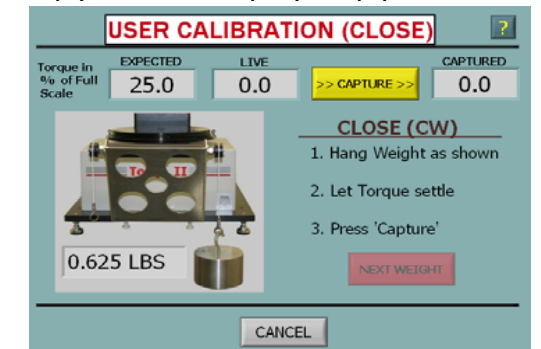 USER CALIBRATION (CLOSE)
?
Torque in
% of Full
Scale
EXPECTED
25.0
LIVE
0.0
>> CAPTURE >>
CAPTURED
0.0
To II
0.625 LBS
CLOSE (CW)
1. Hang Weight as shown
2. Let Torque settle
3. Press 'Capture'
NEXT WEIGHT
CANCEL